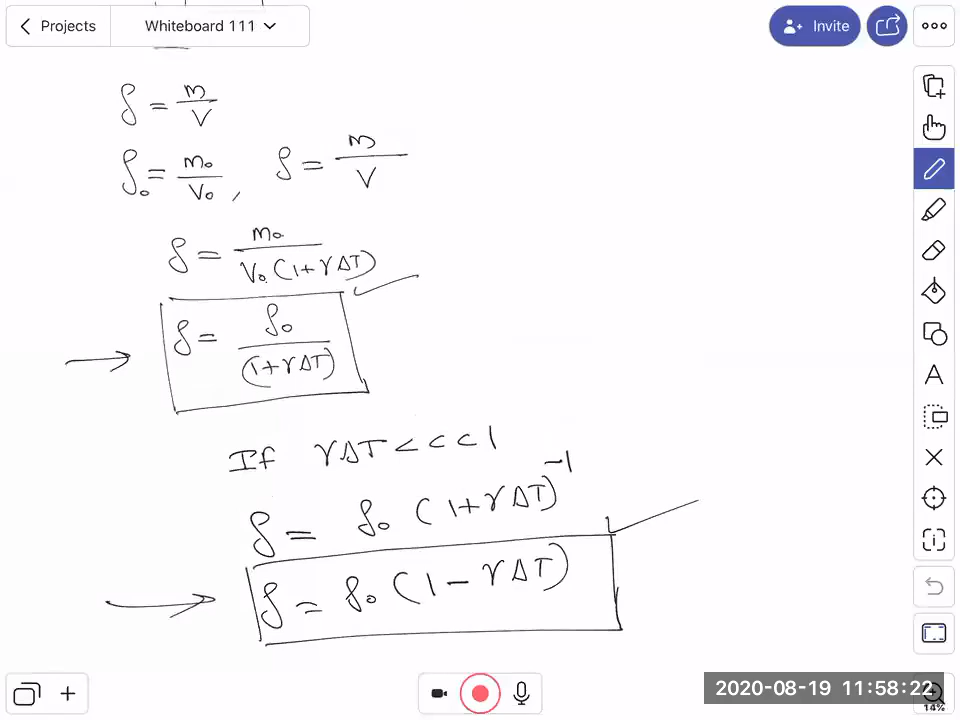 Projects Whiteboard 111 Invite
ρ = m/V
ρ₀ = m₀/V₀, ρ = m/V
ρ = m₀/V₀(1+γΔT)
ρ = ρ₀/(1+γΔT)
If γΔT <<<1
ρ = ρ₀ (1+γΔT)⁻¹
ρ = ρ₀ (1-γΔT)
2020-08-19 11:58:22
14%